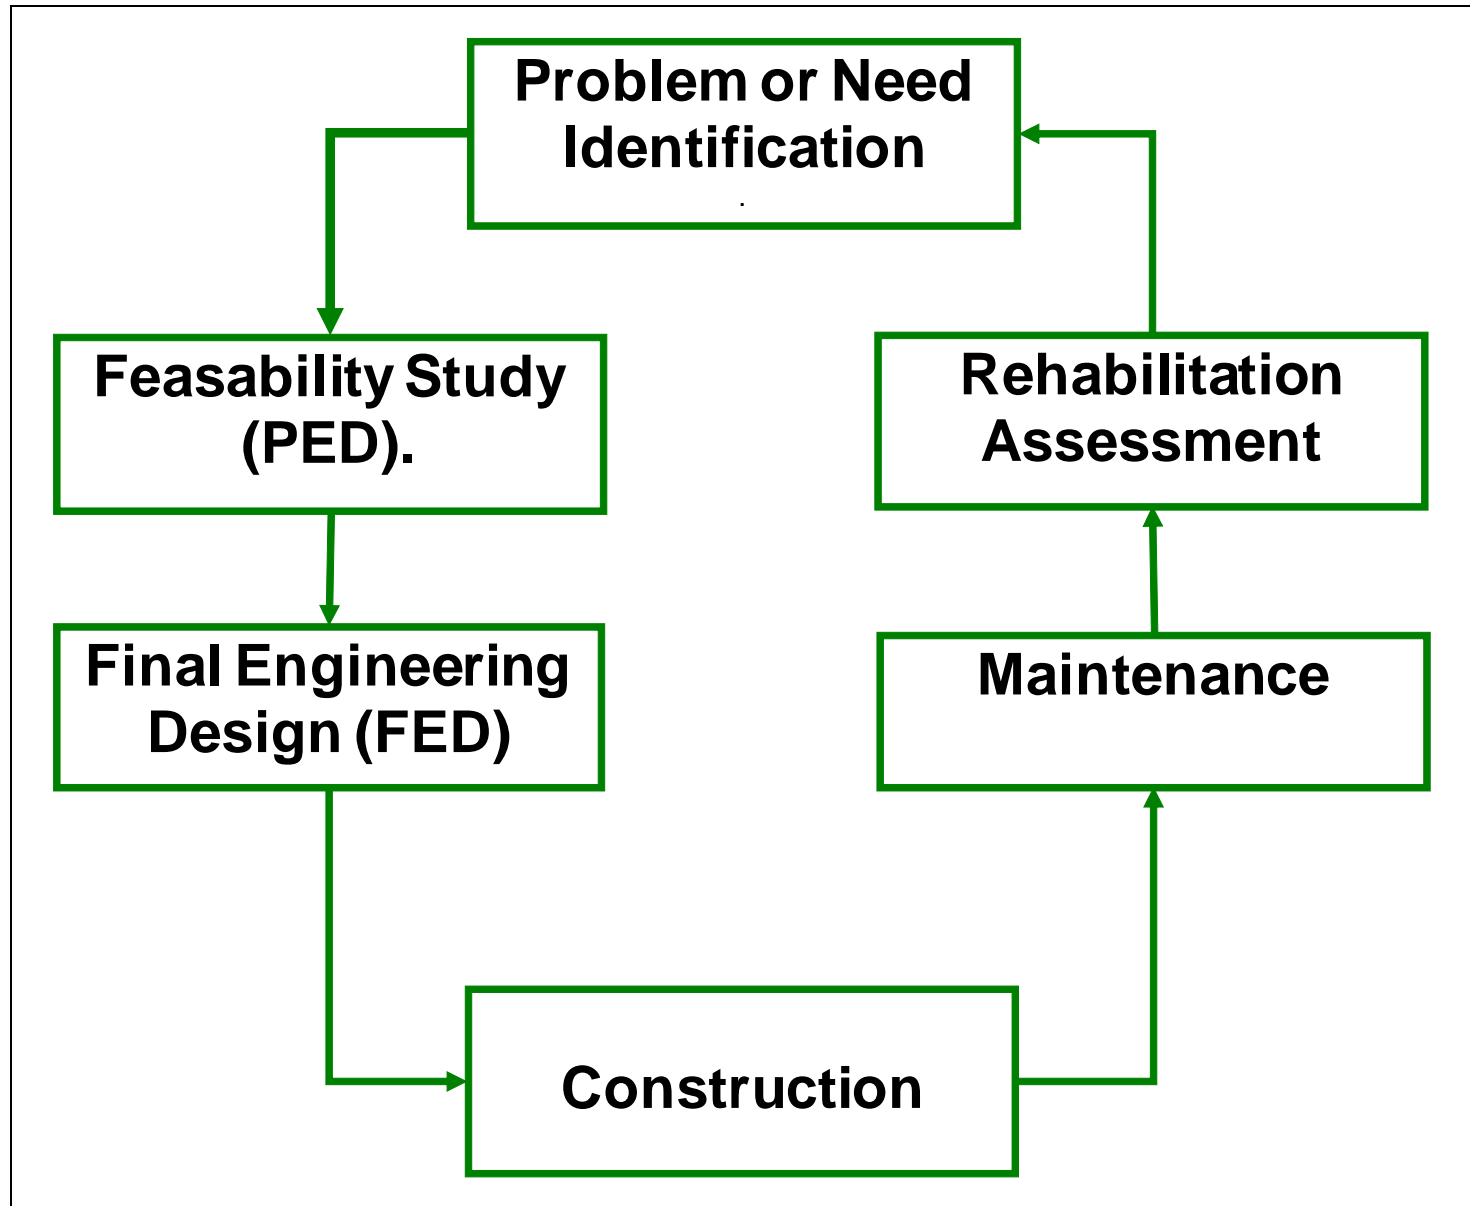 Problem or Need
Identification
.
Feasability Study
(PED).
Rehabilitation
Assessment
Final Engineering
Design (FED)
Maintenance
Construction